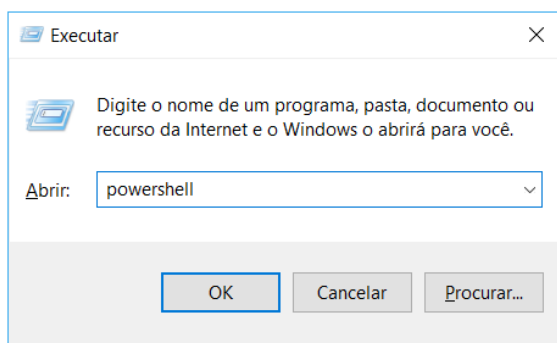 Executar
Digite o nome de um programa, pasta, documento ou
recurso da Internet e o Windows o abrirá para você.
Abrir:
powershell
OK
Cancelar
Procurar...